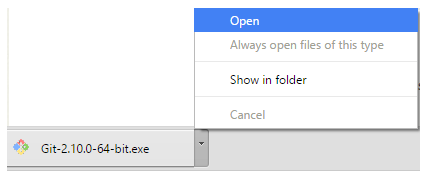 Open
Always open files of this type
Show in folder
Cancel
Git-2.10.0-64-bit.exe